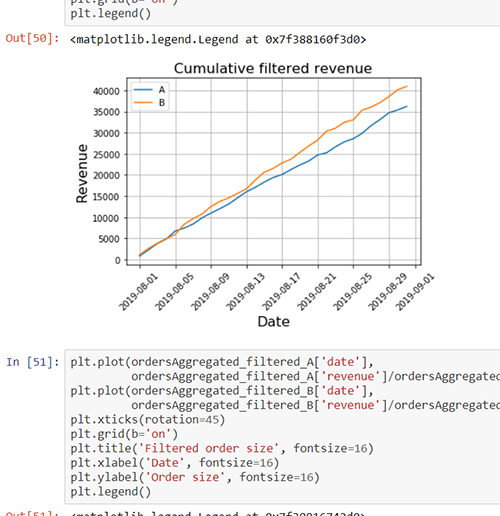 plt.grid(b='on')
plt.legend()
Out[50]: <matplotlib.legend.Legend at 0x7f388160f3d0>
Cumulative filtered revenue
A
B
40000
35000
30000
25000
20000
15000
10000
5000
0
Revenue
2019-08-01
2019-08-05
2019-08-09
2019-08-13
2019-08-17
2019-08-21
2019-08-25
2019-08-29
2019-09-01
Date
In [51]: plt.plot(ordersAggregated_filtered_A['date'],
ordersAggregated_filtered_A['revenue']/ordersAggregated
plt.plot(ordersAggregated_filtered_B['date'],
ordersAggregated_filtered_B['revenue']/ordersAggregated
plt.xticks(rotation=45)
plt.grid(b='on')
plt.title('Filtered order size', fontsize=16)
plt.xlabel('Date', fontsize=16)
plt.ylabel('Order size', fontsize=16)
plt.legend()
Out[51]: <matplotlib.legend.Legend at